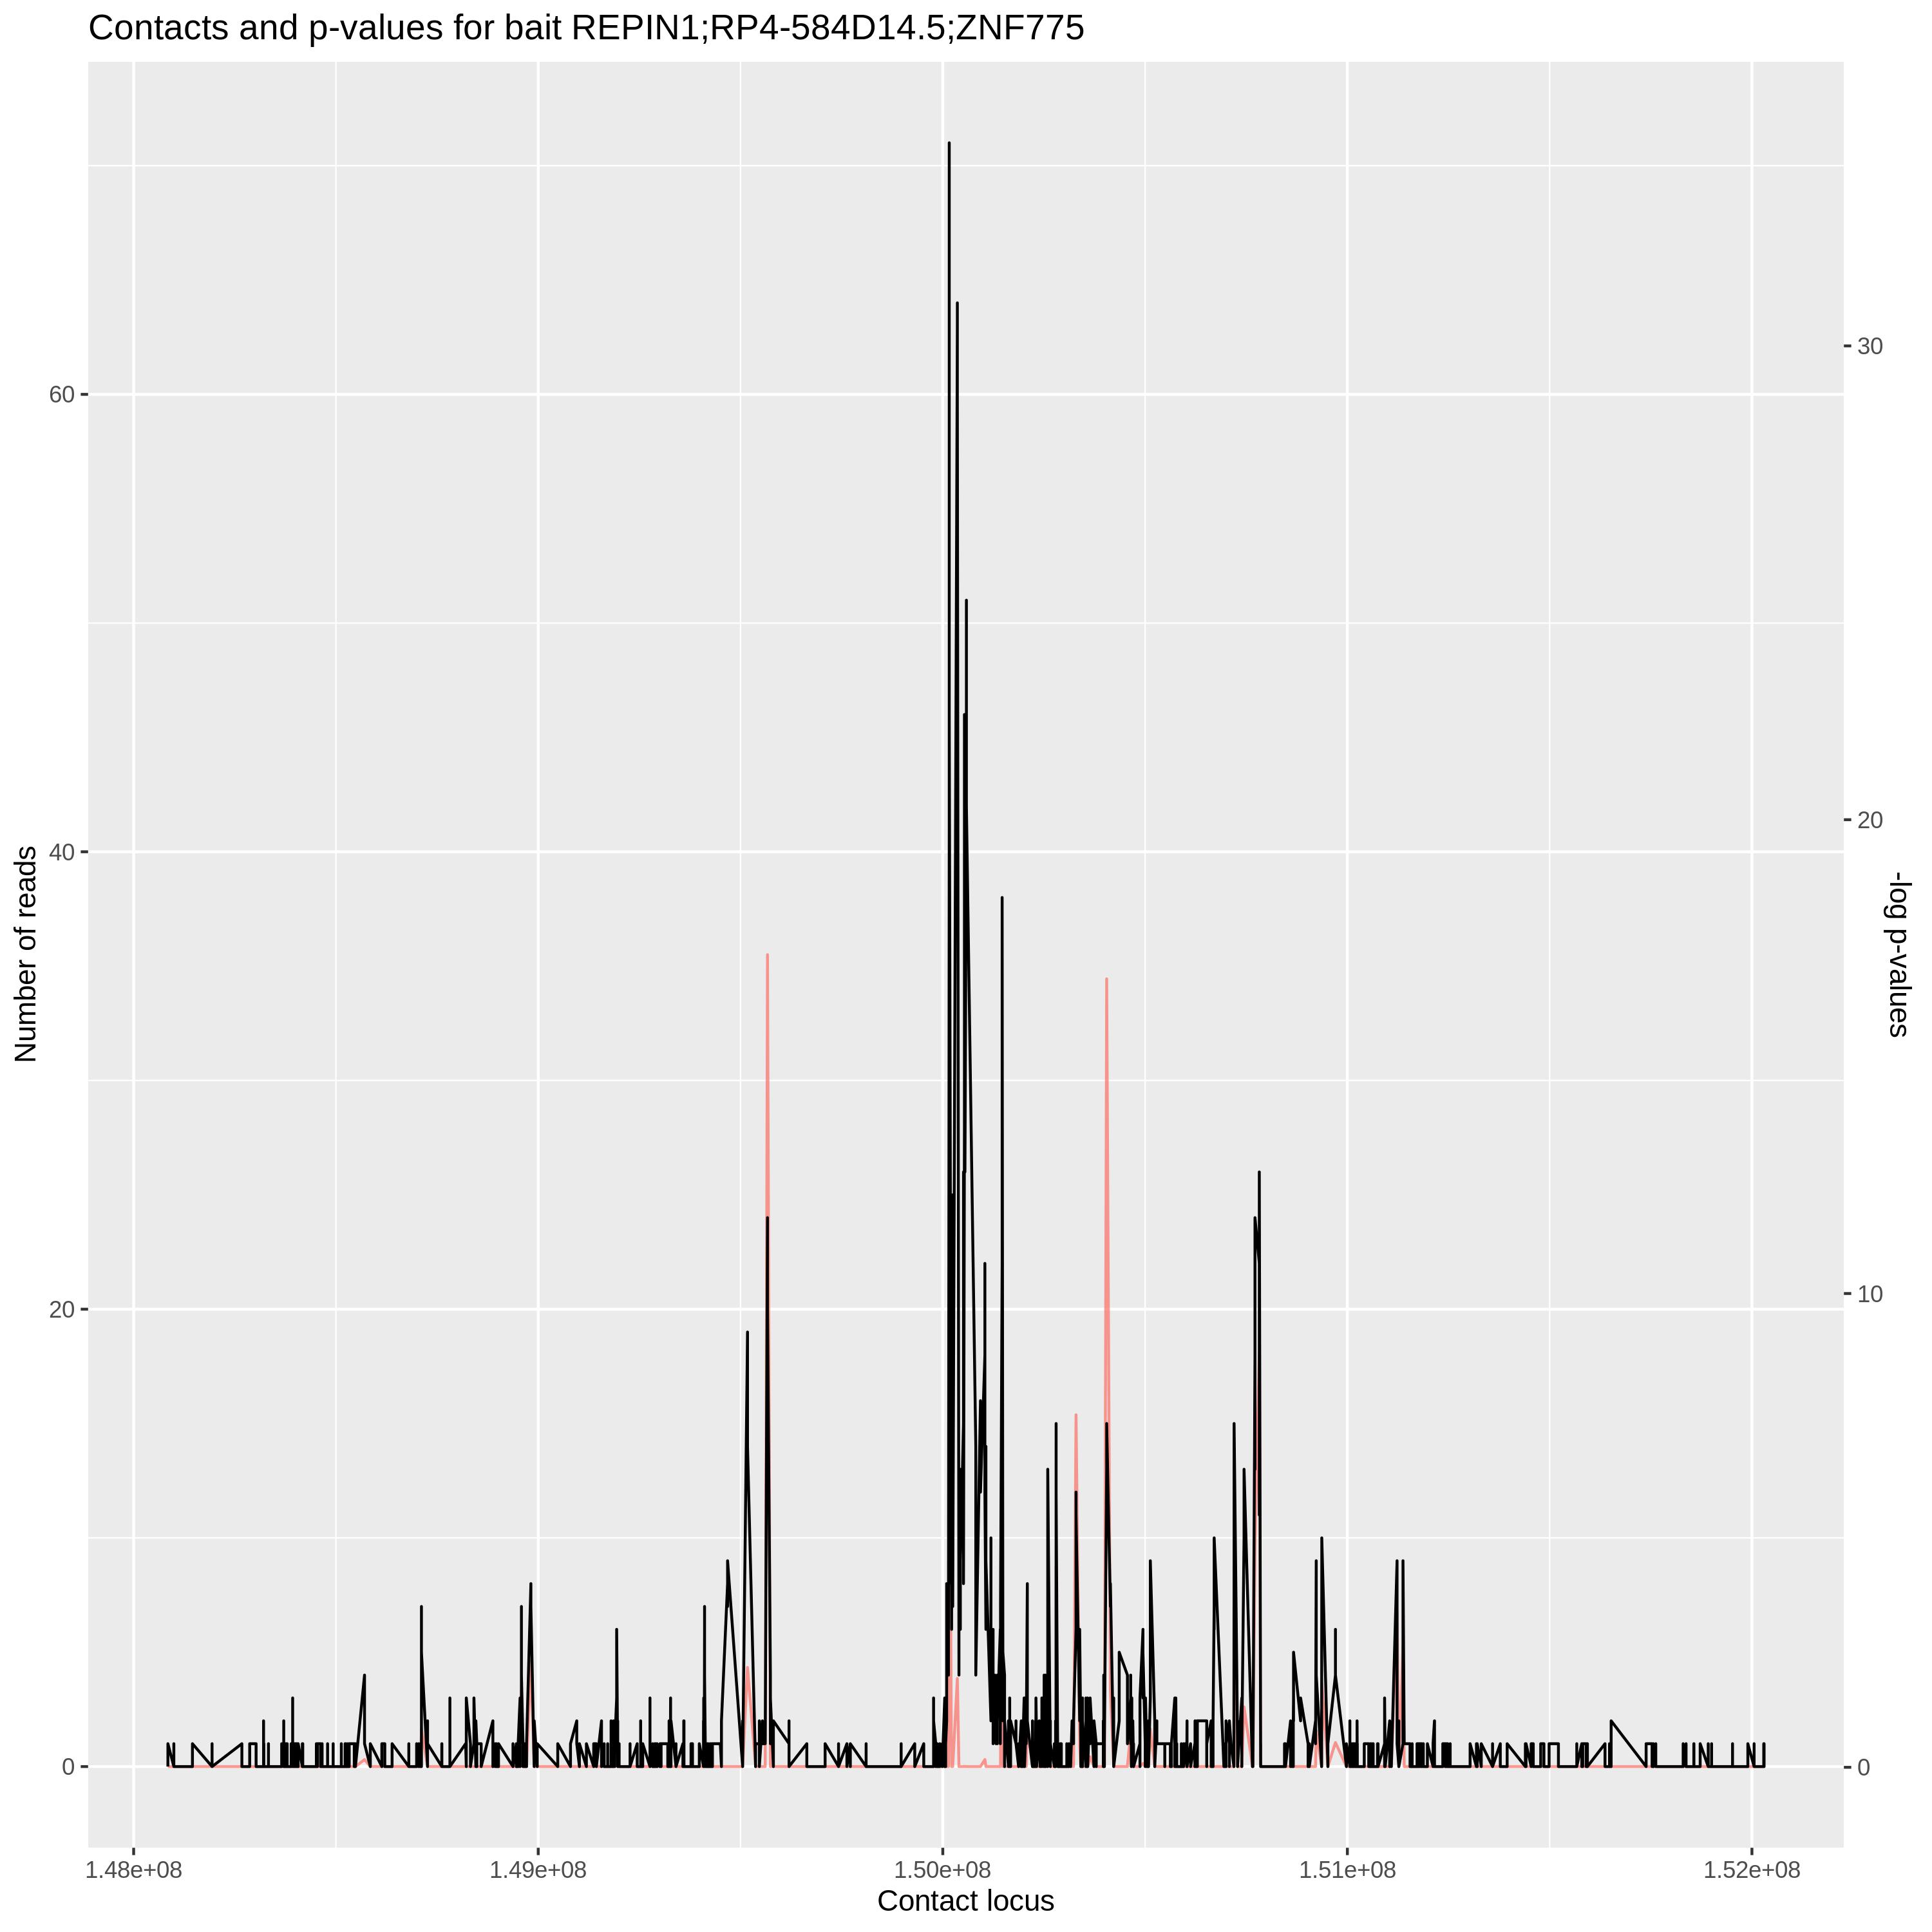 Contacts and p-values for bait REPIN1;RP4-584D14.5;ZNF775
Number of reads
60
40
20
0
30
20
10
0
-log p-values
1.48e+08
1.49e+08
1.50e+08
1.51e+08
1.52e+08
Contact locus